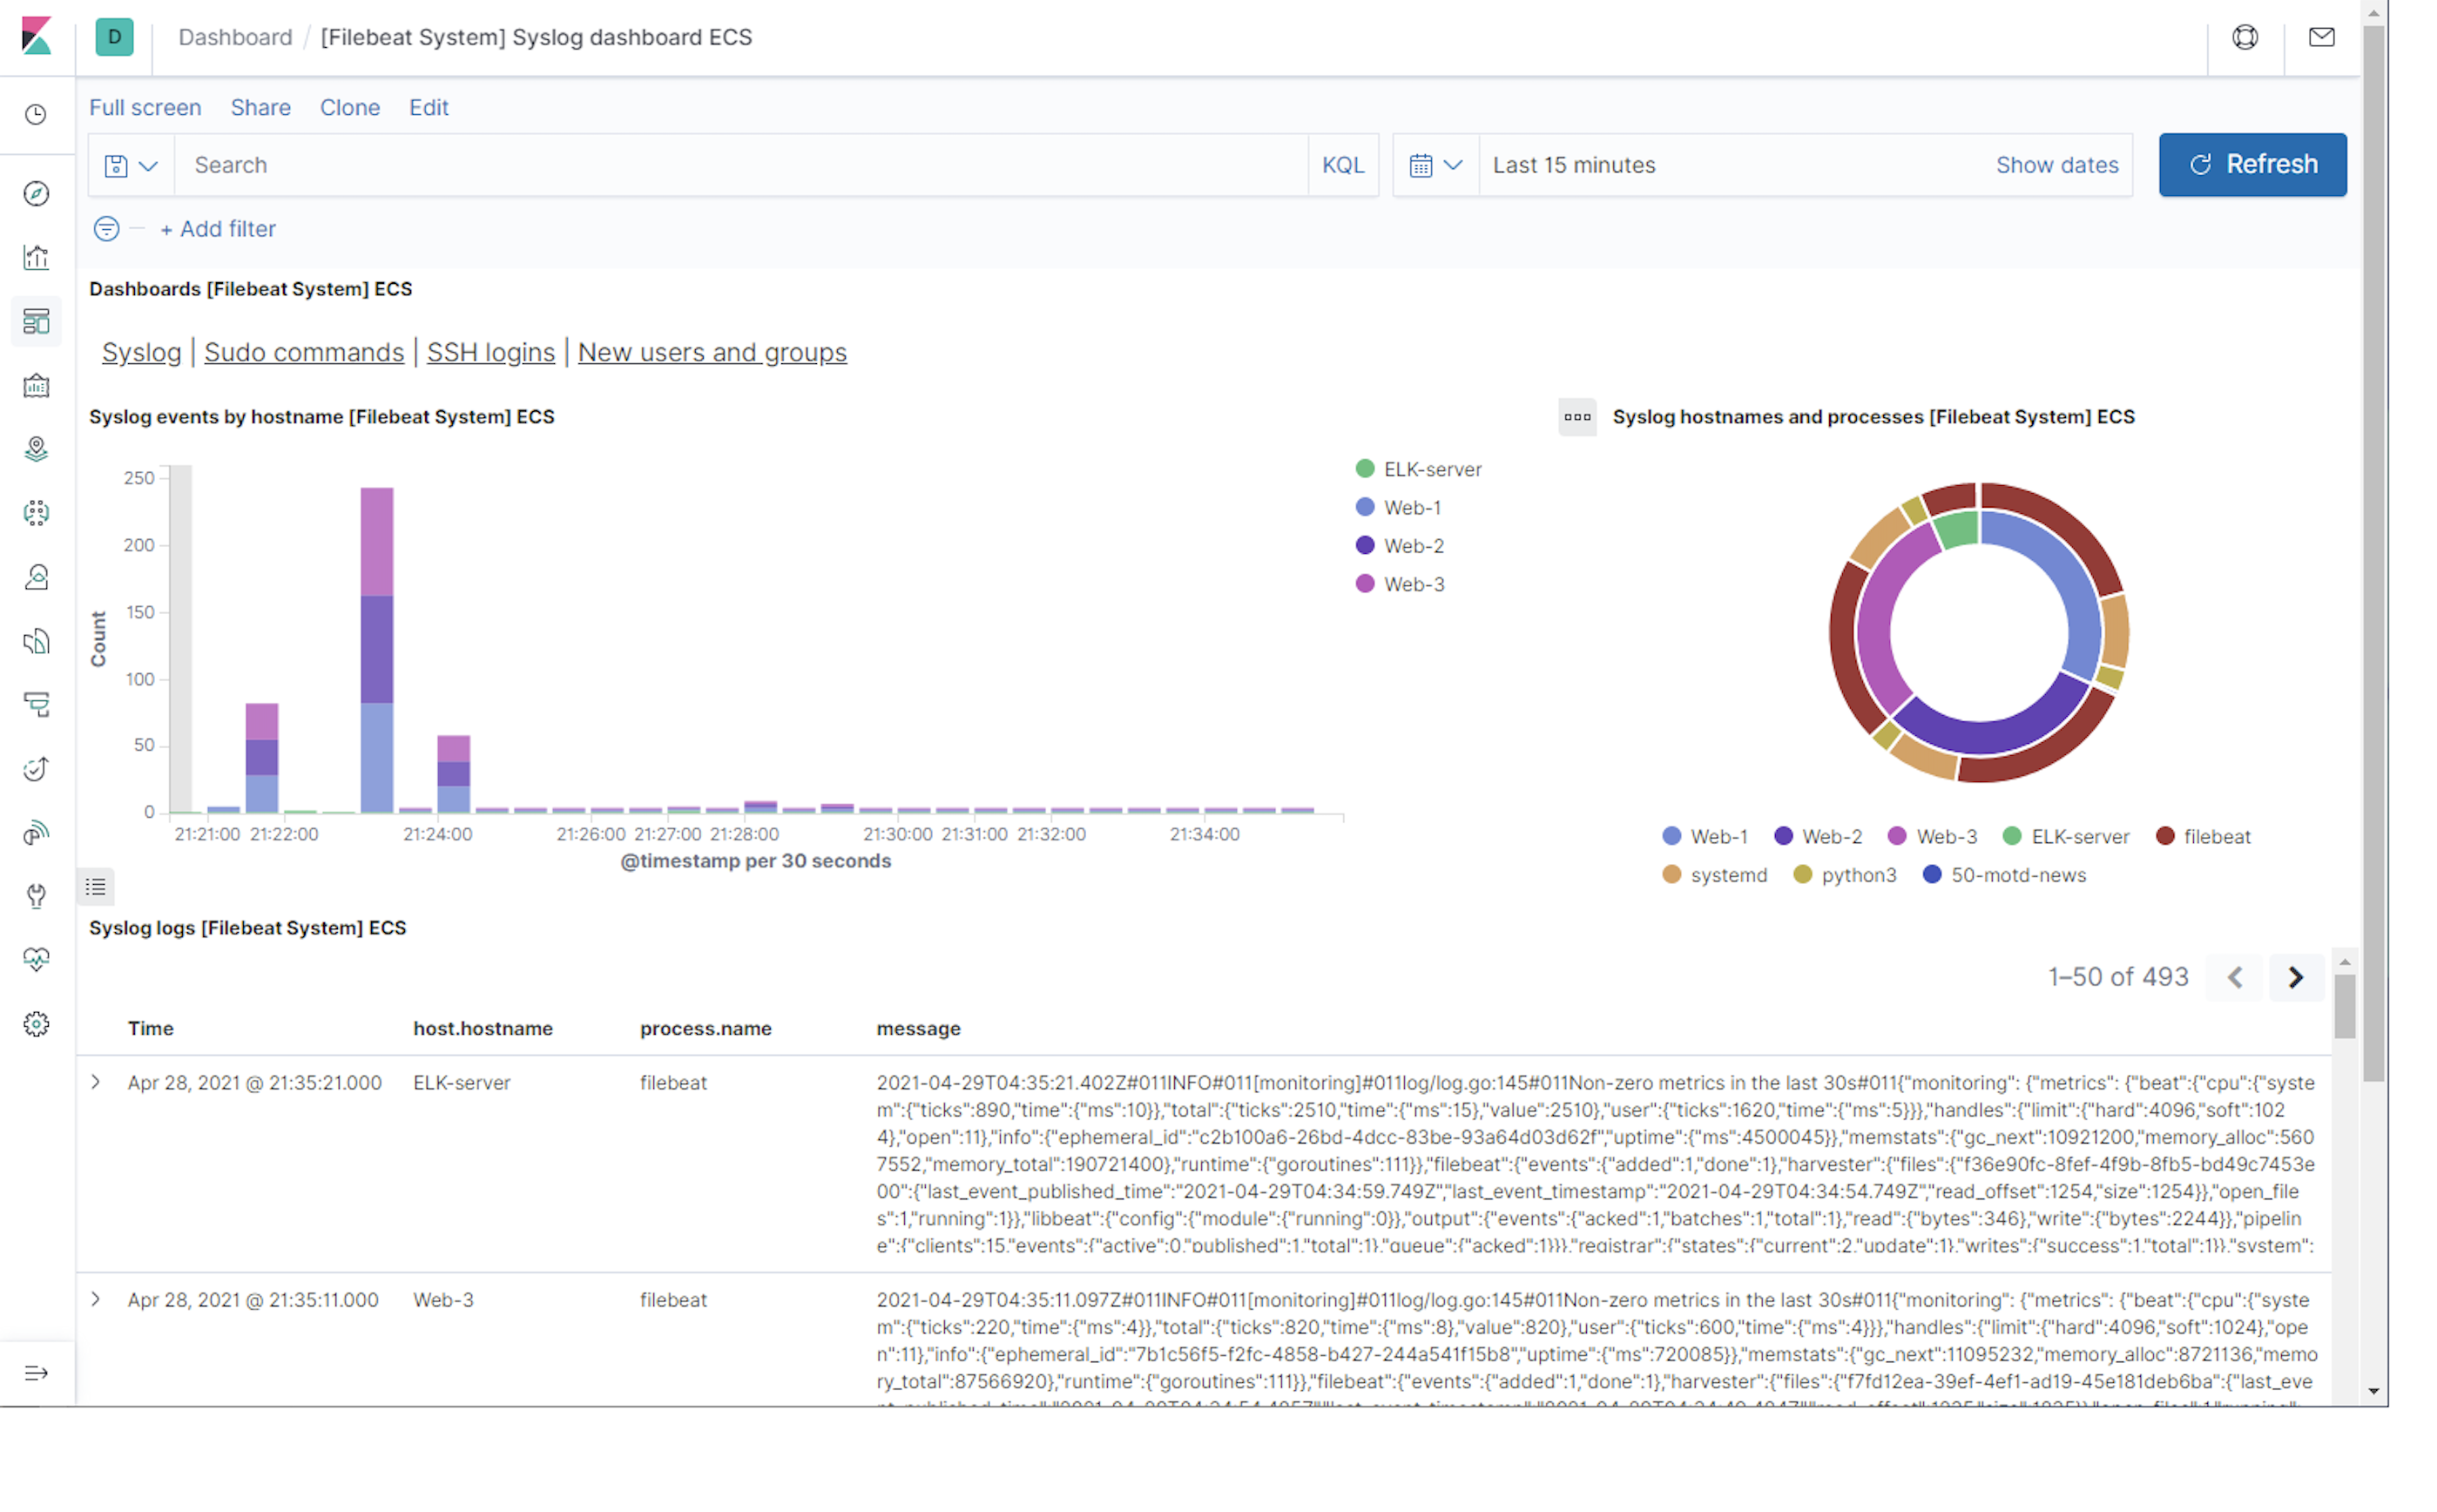 D Dashboard / [Filebeat System] Syslog dashboard ECS
Full screen Share Clone Edit
Search KQL Last 15 minutes Show dates Refresh
+ Add filter
Dashboards [Filebeat System] ECS
Syslog | Sudo commands | SSH logins | New users and groups
Syslog events by hostname [Filebeat System] ECS
250
200
150
100
50
0
Count
21:21:00 21:22:00 21:24:00 21:26:00 21:27:00 21:28:00 21:30:00 21:31:00 21:32:00 21:34:00
@timestamp per 30 seconds
ELK-server
Web-1
Web-2
Web-3
Syslog hostnames and processes [Filebeat System] ECS
Web-1 Web-2 Web-3 ELK-server filebeat
systemd python3 50-motd-news
Syslog logs [Filebeat System] ECS
1–50 of 493
Time host.hostname process.name message
Apr 28, 2021 @ 21:35:21.000 ELK-server filebeat 2021-04-29T04:35:21.402Z#011INFO#011[monitoring]#011log/log.go:145#011Non-zero metrics in the last 30s#011{"monitoring": {"metrics": {"beat":{"cpu":{"syste
m":{"ticks":890,"time":{"ms":10}},"total":{"ticks":2510,"time":{"ms":15},"value":2510},"user":{"ticks":1620,"time":{"ms":5}}},"handles":{"limit":{"hard":4096,"soft":102
4},"open":11},"info":{"ephemeral_id":"c2b100a6-26bd-4dcc-83be-93a64d03d62f","uptime":{"ms":4500045}},"memstats":{"gc_next":10921200,"memory_alloc":560
7552,"memory_total":190721400},"runtime":{"goroutines":111}},"filebeat":{"events":{"added":1,"done":1},"harvester":{"files":{"f36e90fc-8fef-4f9b-8fb5-bd49c7453e
00":{"last_event_published_time":"2021-04-29T04:34:59.749Z","last_event_timestamp":"2021-04-29T04:34:54.749Z","read_offset":1254,"size":1254}},"open_file
s":1,"running":1}},"libbeat":{"config":{"module":{"running":0}},"output":{"events":{"acked":1,"batches":1,"total":1},"read":{"bytes":346},"write":{"bytes":2244}},"pipelin
e":{"clients":15,"events":{"active":0,"published":1,"total":1},"queue":{"acked":1}}},"registrar":{"states":{"current":2,"update":1},"writes":{"success":1,"total":1}},"system":
Apr 28, 2021 @ 21:35:11.000 Web-3 filebeat 2021-04-29T04:35:11.097Z#011INFO#011[monitoring]#011log/log.go:145#011Non-zero metrics in the last 30s#011{"monitoring": {"metrics": {"beat":{"cpu":{"syste
m":{"ticks":220,"time":{"ms":4}},"total":{"ticks":820,"time":{"ms":8},"value":820},"user":{"ticks":600,"time":{"ms":4}}},"handles":{"limit":{"hard":4096,"soft":1024},"ope
n":11},"info":{"ephemeral_id":"7b1c56f5-f2fc-4858-b427-244a541f15b8","uptime":{"ms":720085}},"memstats":{"gc_next":11095232,"memory_alloc":8721136,"memo
ry_total":87566920},"runtime":{"goroutines":111}},"filebeat":{"events":{"added":1,"done":1},"harvester":{"files":{"f7fd12ea-39ef-4ef1-ad19-45e181deb6ba":{"last_eve